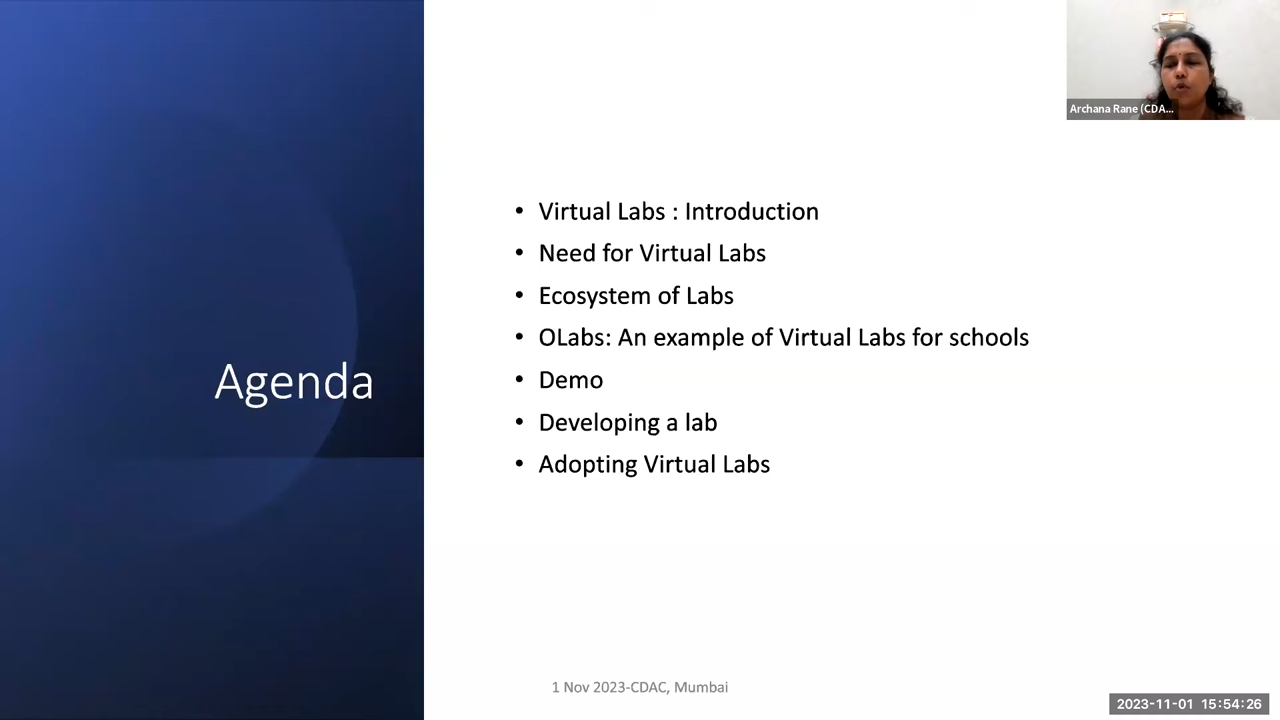 Archana Rane (CDA...
Agenda
• Virtual Labs : Introduction
• Need for Virtual Labs
• Ecosystem of Labs
• OLabs: An example of Virtual Labs for schools
• Demo
• Developing a lab
• Adopting Virtual Labs
1 Nov 2023-CDAC, Mumbai
2023-11-01 15:54:26